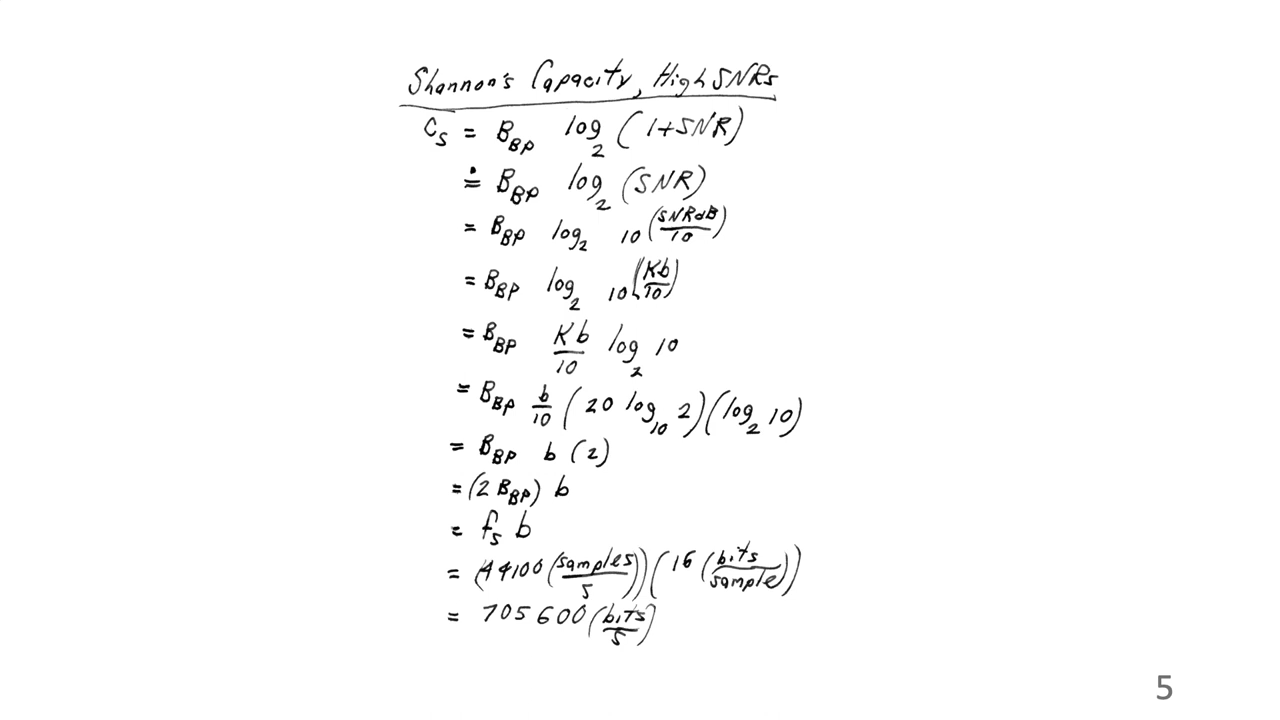 Shannon's Capacity, High SNRs
C_S = B_BP log_2 (1+SNR)
≐ B_BP log_2 (SNR)
= B_BP log_2 10^(SNRdB/10)
= B_BP log_2 10^(Kb/10)
= B_BP Kb/10 log_2 10
= B_BP b/10 (20 log_10 2)(log_2 10)
= B_BP b (2)
= (2 B_BP) b
= f_s b
= (44100 (samples/s))(16 (bits/sample))
= 705600 (bits/s)
5